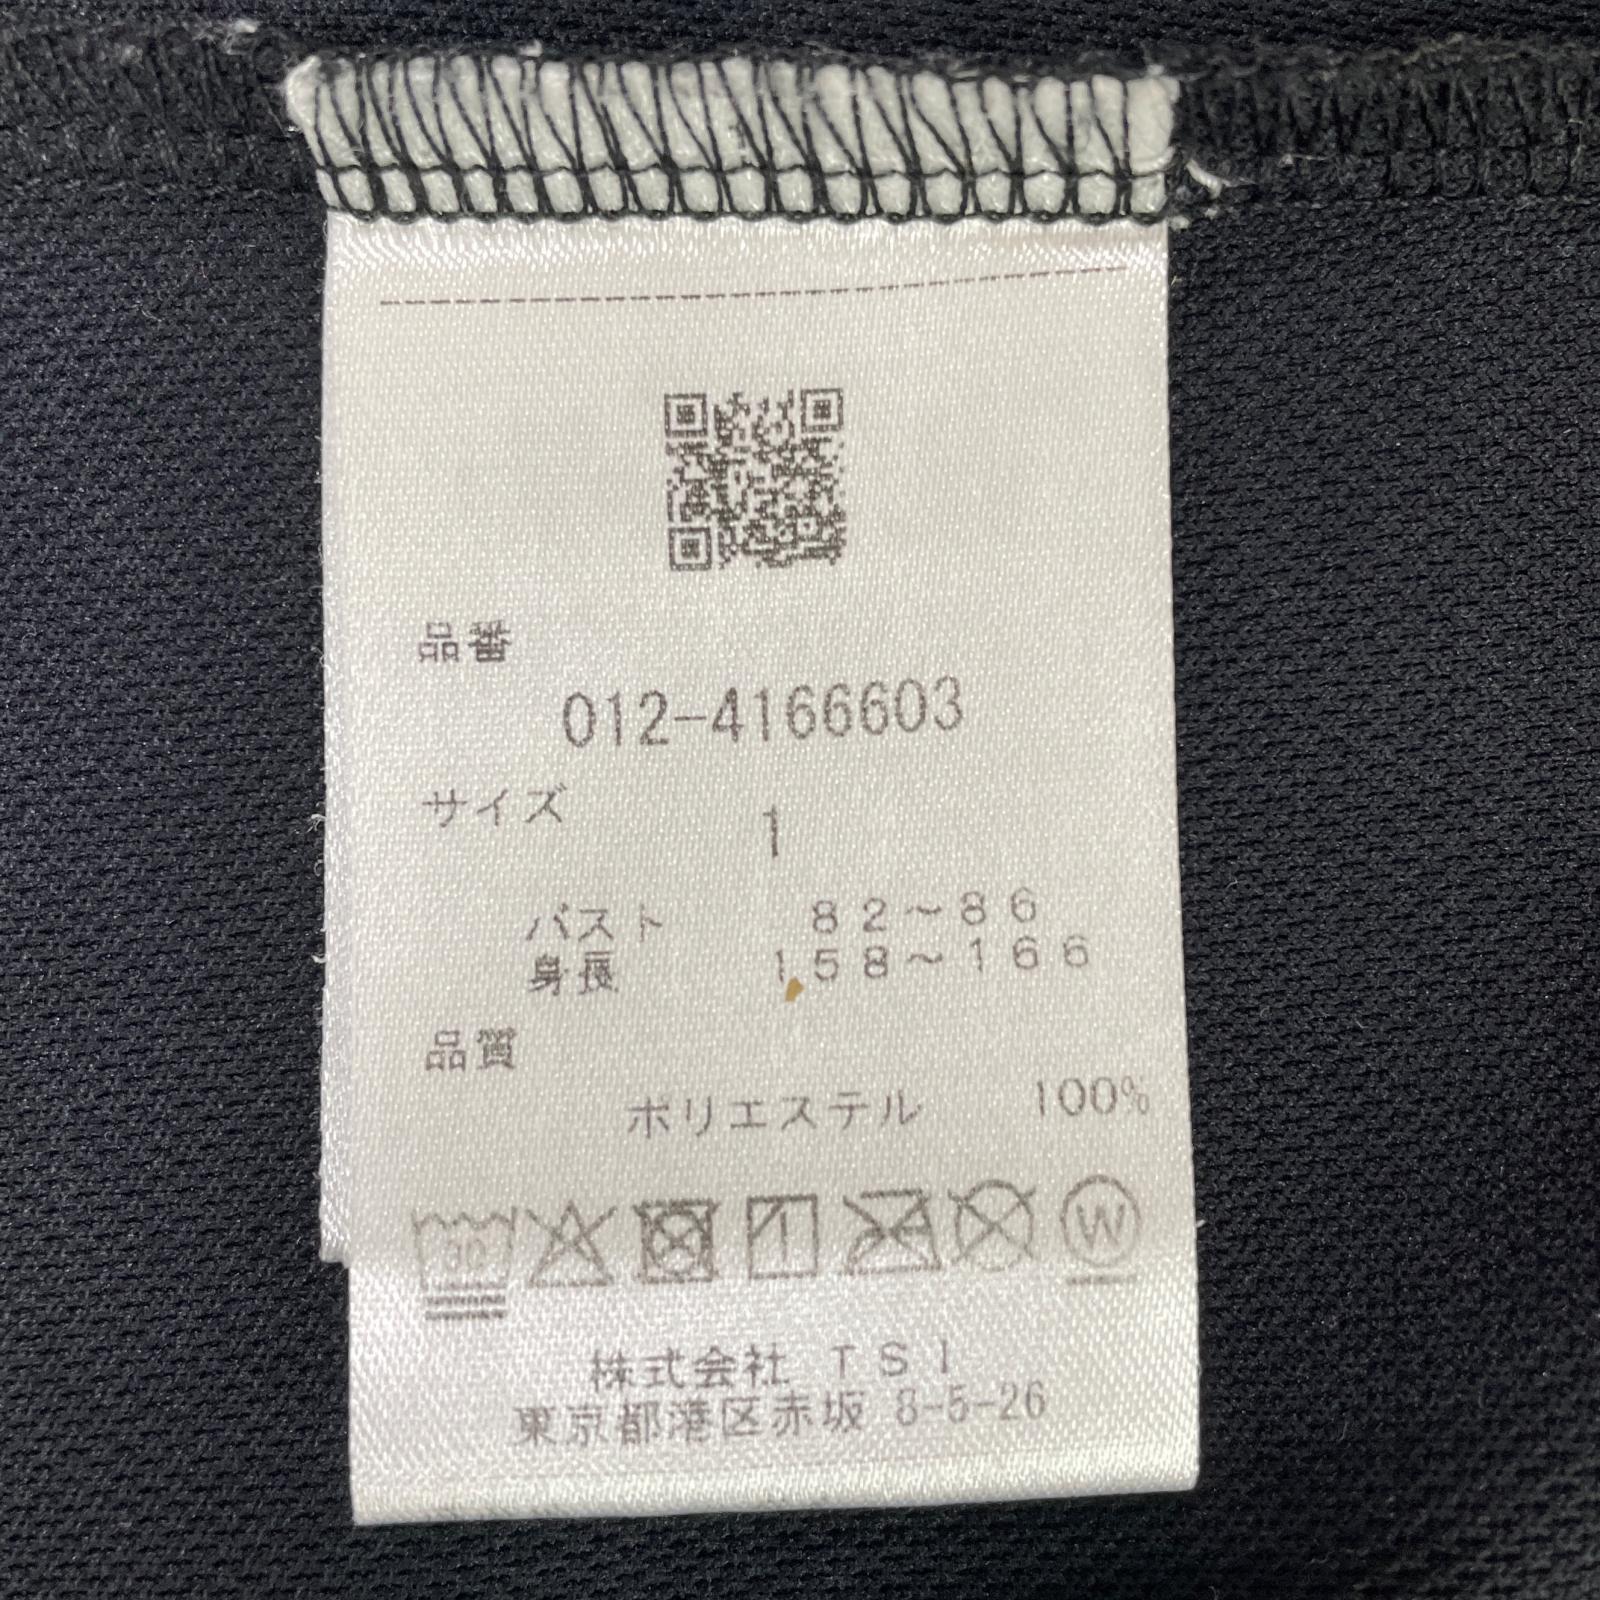 品番
012-4166603
サイズ
1
バスト 82~86
身長 158~166
品質
ポリエステル 100%
30
W
株式会社 TSI
東京都港区赤坂 8-5-26